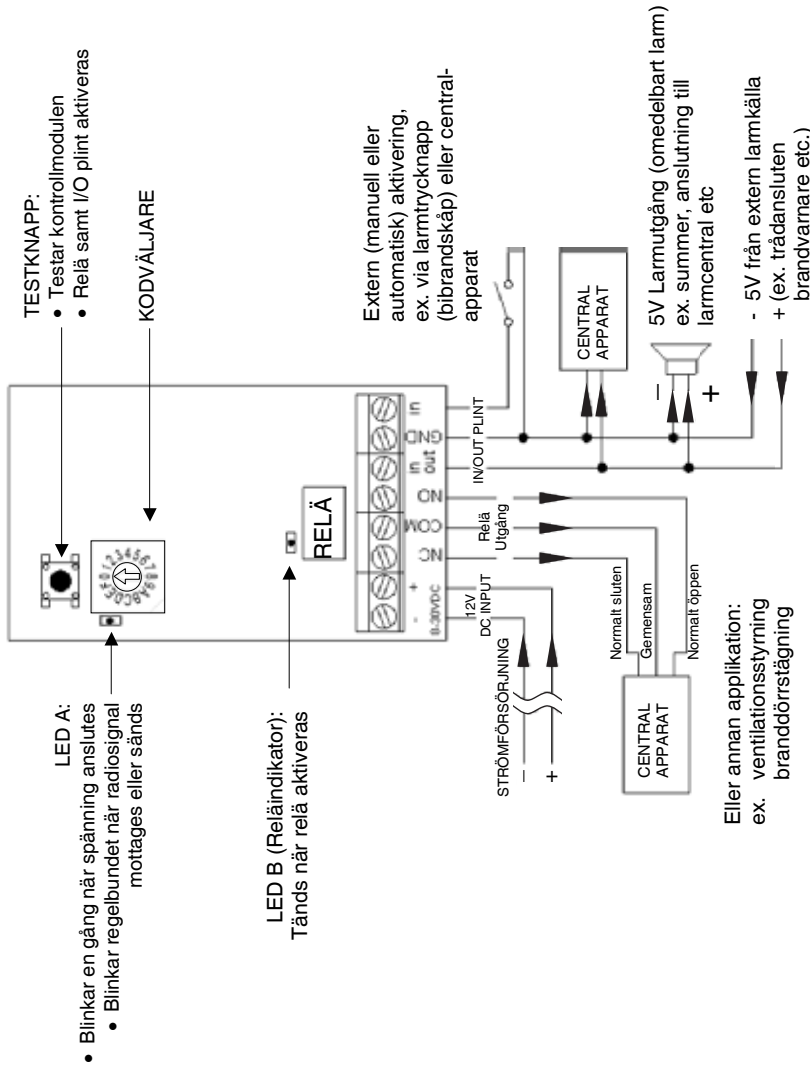 LED A:
• Blinkar en gång när spänning anslutes
• Blinkar regelbundet när radiosignal
mottages eller sänds
TESTKNAPP:
• Testar kontrollmodulen
• Relä samt I/O plint aktiveras
KODVÄLJARE
0123456789ABCDEF
LED B (Reläindikator):
Tänds när relä aktiveras
RELÄ
- + NC COM NO in out GND in
8-30VDC
12V
DC INPUT
STRÖMFÖRSÖRJNING
–
+
Relä
Utgång
IN/OUT PLINT
Normalt sluten
Gemensam
Normalt öppen
CENTRAL
APPARAT
Eller annan applikation:
ex. ventilationsstyrning
branddörrstägning
Extern (manuell eller
automatisk) aktivering,
ex. via larmtrycknapp
(bibrandskåp) eller central-
apparat
CENTRAL
APPARAT
–
+
5V Larmutgång (omedelbart larm)
ex. summer, anslutning till
larmcentral etc
- 5V från extern larmkälla
+ (ex. trådansluten
brandvarnare etc.)